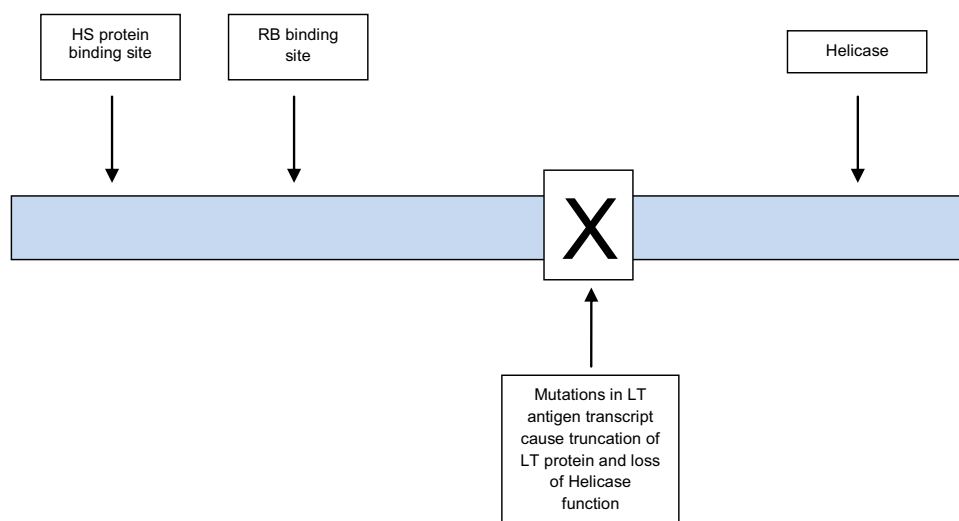 HS protein
binding site
RB binding
site
Helicase
X
Mutations in LT
antigen transcript
cause truncation of
LT protein and loss
of Helicase
function